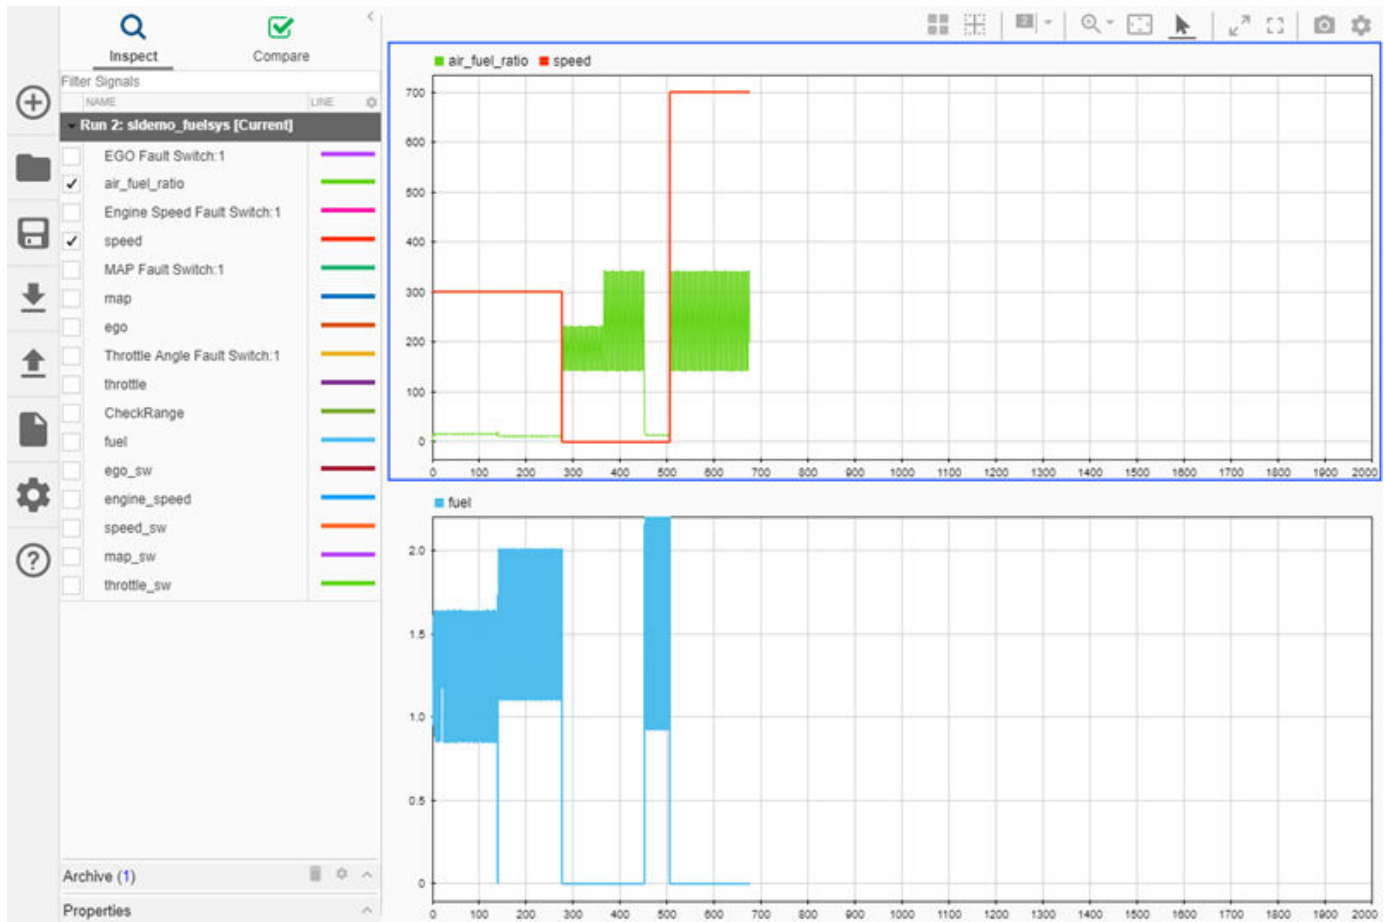 Inspect
Compare
Filter Signals
NAME
LINE
Run 2: sldemo_fuelsys [Current]
EGO Fault Switch:1
air_fuel_ratio
Engine Speed Fault Switch:1
speed
MAP Fault Switch:1
map
ego
Throttle Angle Fault Switch:1
throttle
CheckRange
fuel
ego_sw
engine_speed
speed_sw
map_sw
throttle_sw
Archive (1)
Properties
2
air_fuel_ratio speed
700
600
500
400
300
200
100
0
0 100 200 300 400 500 600 700 800 900 1000 1100 1200 1300 1400 1500 1600 1700 1800 1900 2000
fuel
2.0
1.5
1.0
0.5
0
0 100 200 300 400 500 600 700 800 900 1000 1100 1200 1300 1400 1500 1600 1700 1800 1900 2000